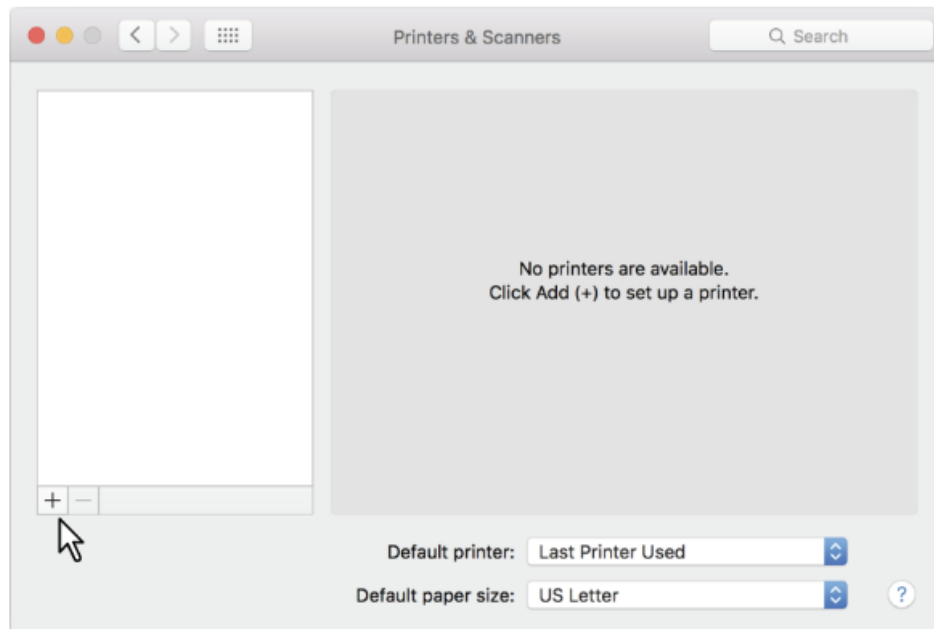 Printers & Scanners
Search
No printers are available.
Click Add (+) to set up a printer.
+ −
Default printer: Last Printer Used
Default paper size: US Letter
?